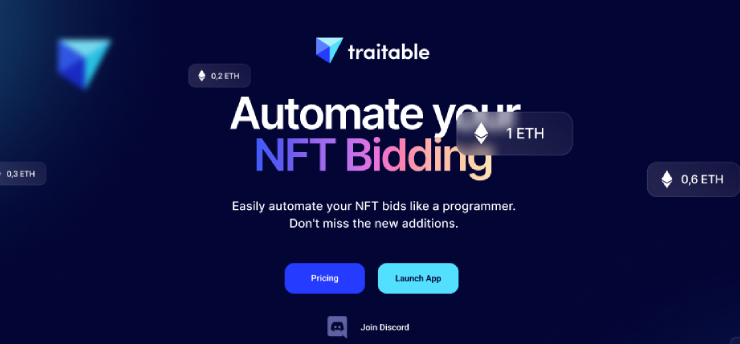 traitable
0,2 ETH
Automate your
1 ETH
NFT Bidding
0,3 ETH
0,6 ETH
Easily automate your NFT bids like a programmer.
Don't miss the new additions.
Pricing
Launch App
Join Discord